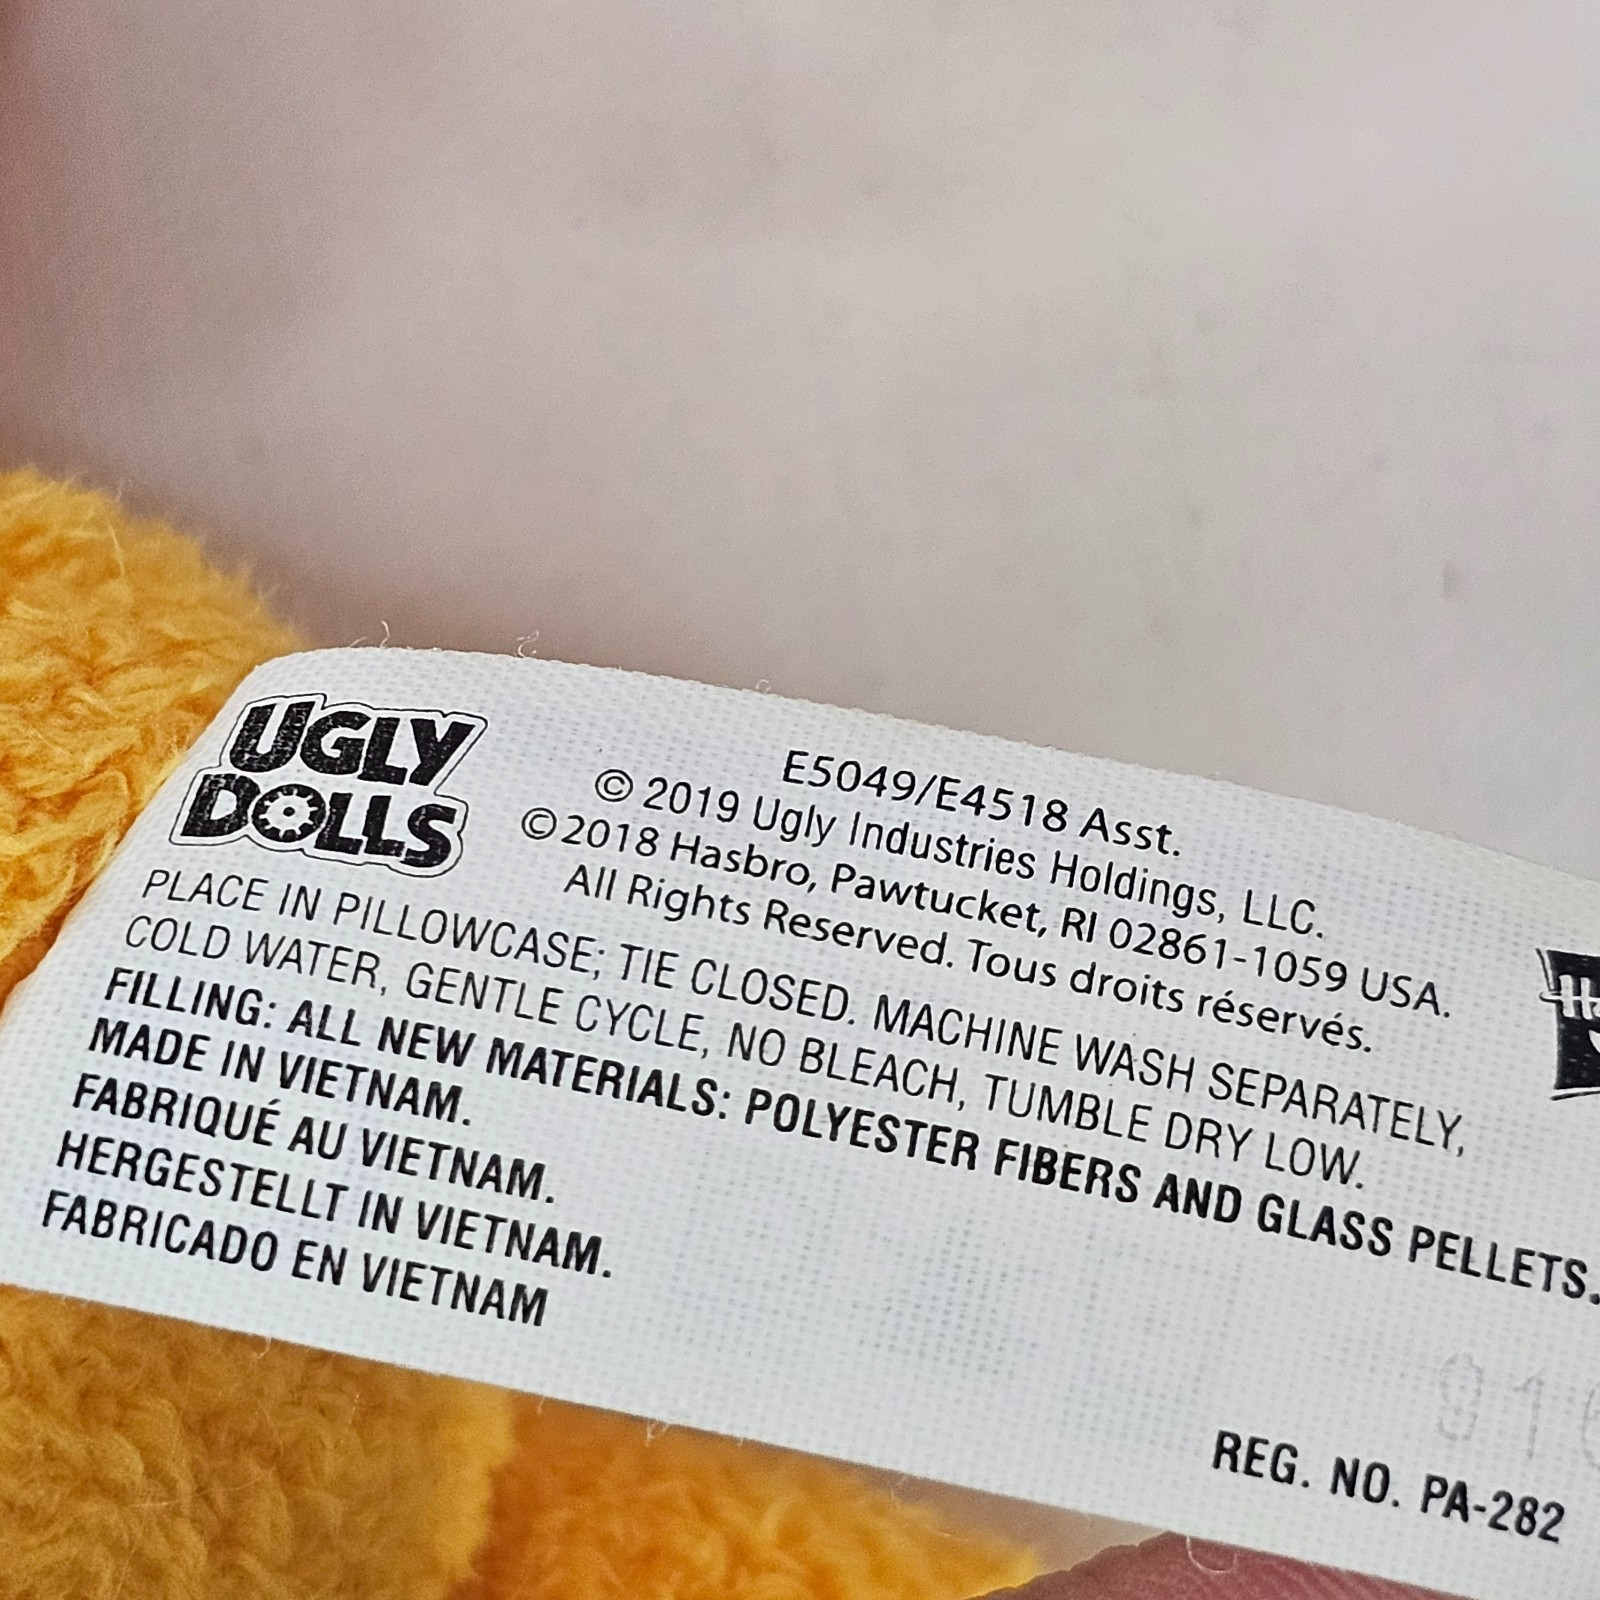 UGLY
DOLLS
E5049/E4518 Asst.
© 2019 Ugly Industries Holdings, LLC.
©2018 Hasbro, Pawtucket, RI 02861-1059 USA.
All Rights Reserved. Tous droits réservés.
PLACE IN PILLOWCASE; TIE CLOSED. MACHINE WASH SEPARATELY,
COLD WATER, GENTLE CYCLE, NO BLEACH, TUMBLE DRY LOW.
FILLING: ALL NEW MATERIALS: POLYESTER FIBERS AND GLASS PELLETS.
MADE IN VIETNAM.
FABRIQUÉ AU VIETNAM.
HERGESTELLT IN VIETNAM.
FABRICADO EN VIETNAM
REG. NO. PA-282